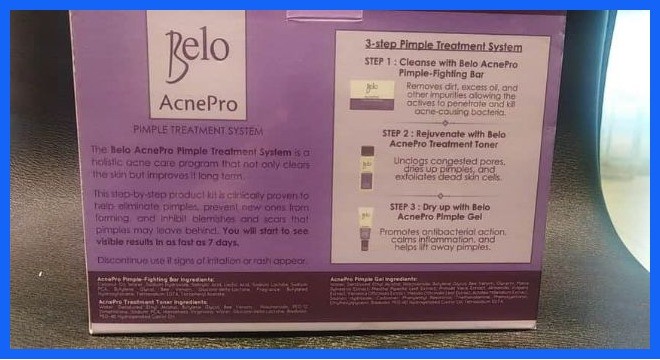 Belo
AcnePro
PIMPLE TREATMENT SYSTEM
The Belo AcnePro Pimple Treatment System is a
holistic acne care program that not only clears
the skin but improves it long term.
This step-by-step product kit is clinically proven to
help eliminate pimples, prevent new ones from
forming, and inhibit blemishes and scars that
pimples may leave behind. You will start to see
visible results in as fast as 7 days.
Discontinue use if signs of irritation or rash appear.
3-step Pimple Treatment System
STEP 1 : Cleanse with Belo AcnePro
Pimple-Fighting Bar
Removes dirt, excess oil, and
other impurities allowing the
actives to penetrate and kill
acne-causing bacteria.
STEP 2 : Rejuvenate with Belo
AcnePro Treatment Toner
Unclogs congested pores,
dries up pimples, and
exfoliates dead skin cells.
STEP 3 : Dry up with Belo
AcnePro Pimple Gel
Promotes antibacterial action,
calms inflammation, and
helps lift away pimples.
AcnePro Pimple-Fighting Bar Ingredients:
AcnePro Treatment Toner Ingredients:
AcnePro Pimple Gel Ingredients: